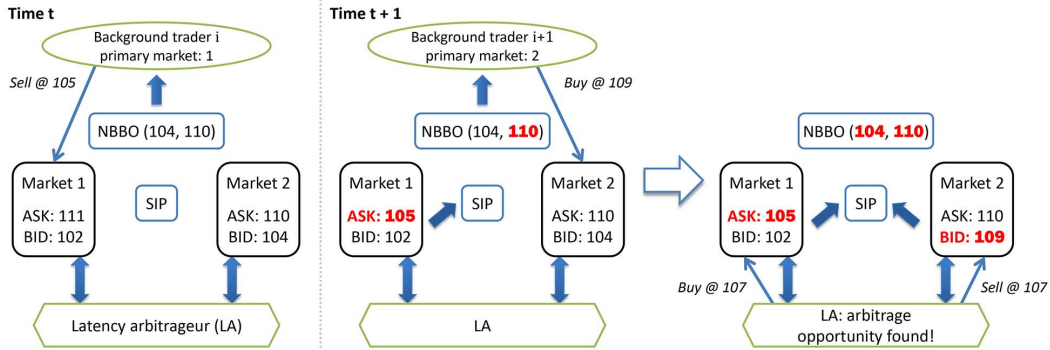 Time t
Background trader i
primary market: 1
Sell @ 105
NBBO (104, 110)
Market 1
ASK: 111
BID: 102
SIP
Market 2
ASK: 110
BID: 104
Latency arbitrageur (LA)
Time t + 1
Background trader i+1
primary market: 2
Buy @ 109
NBBO (104, 110)
Market 1
ASK: 105
BID: 102
SIP
Market 2
ASK: 110
BID: 104
LA
NBBO (104, 110)
Market 1
ASK: 105
BID: 102
SIP
Market 2
ASK: 110
BID: 109
Buy @ 107
Sell @ 107
LA: arbitrage
opportunity found!